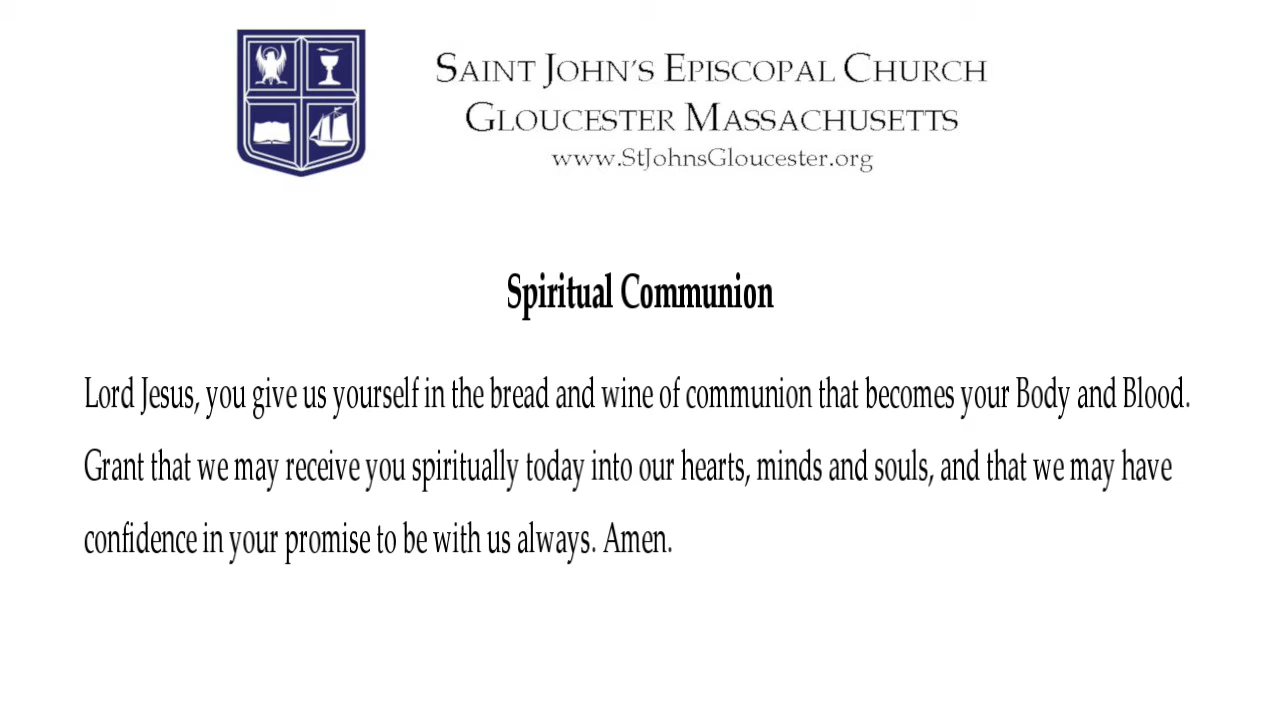 Saint John's Episcopal Church
Gloucester Massachusetts
www.StJohnsGloucester.org
Spiritual Communion
Lord Jesus, you give us yourself in the bread and wine of communion that becomes your Body and Blood.
Grant that we may receive you spiritually today into our hearts, minds and souls, and that we may have
confidence in your promise to be with us always. Amen.